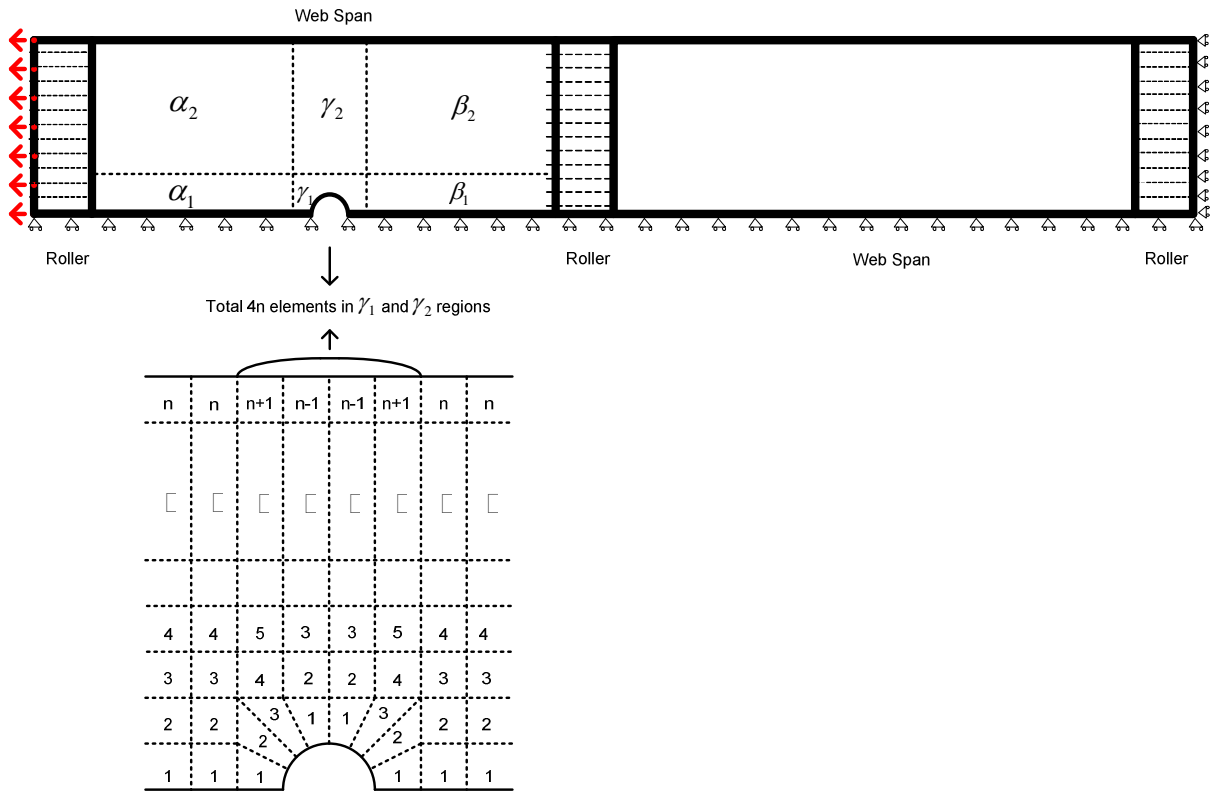 Web Span
α₂ γ₂ β₂
α₁ γ₁ β₁
Roller Roller Web Span Roller
Total 4n elements in γ₁ and γ₂ regions
n n n+1 n-1 n-1 n+1 n n
4 4 5 3 3 5 4 4
3 3 4 2 2 4 3 3
2 2 3 1 1 3 2 2
2 2
1 1 1 1 1 1